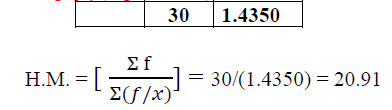 30 1.4350
H.M. = [ Σ f / Σ(f/x) ] = 30/(1.4350) = 20.91